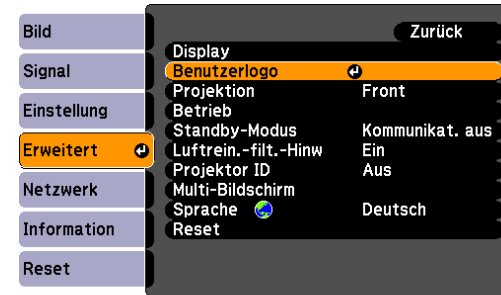 Bild
Signal
Einstellung
Erweitert
Netzwerk
Information
Reset
Zurück
Display
Benutzerlogo
Projektion Front
Betrieb
Standby-Modus Kommunikat. aus
Luftrein.-filt.-Hinw Ein
Projektor ID Aus
Multi-Bildschirm
Sprache Deutsch
Reset